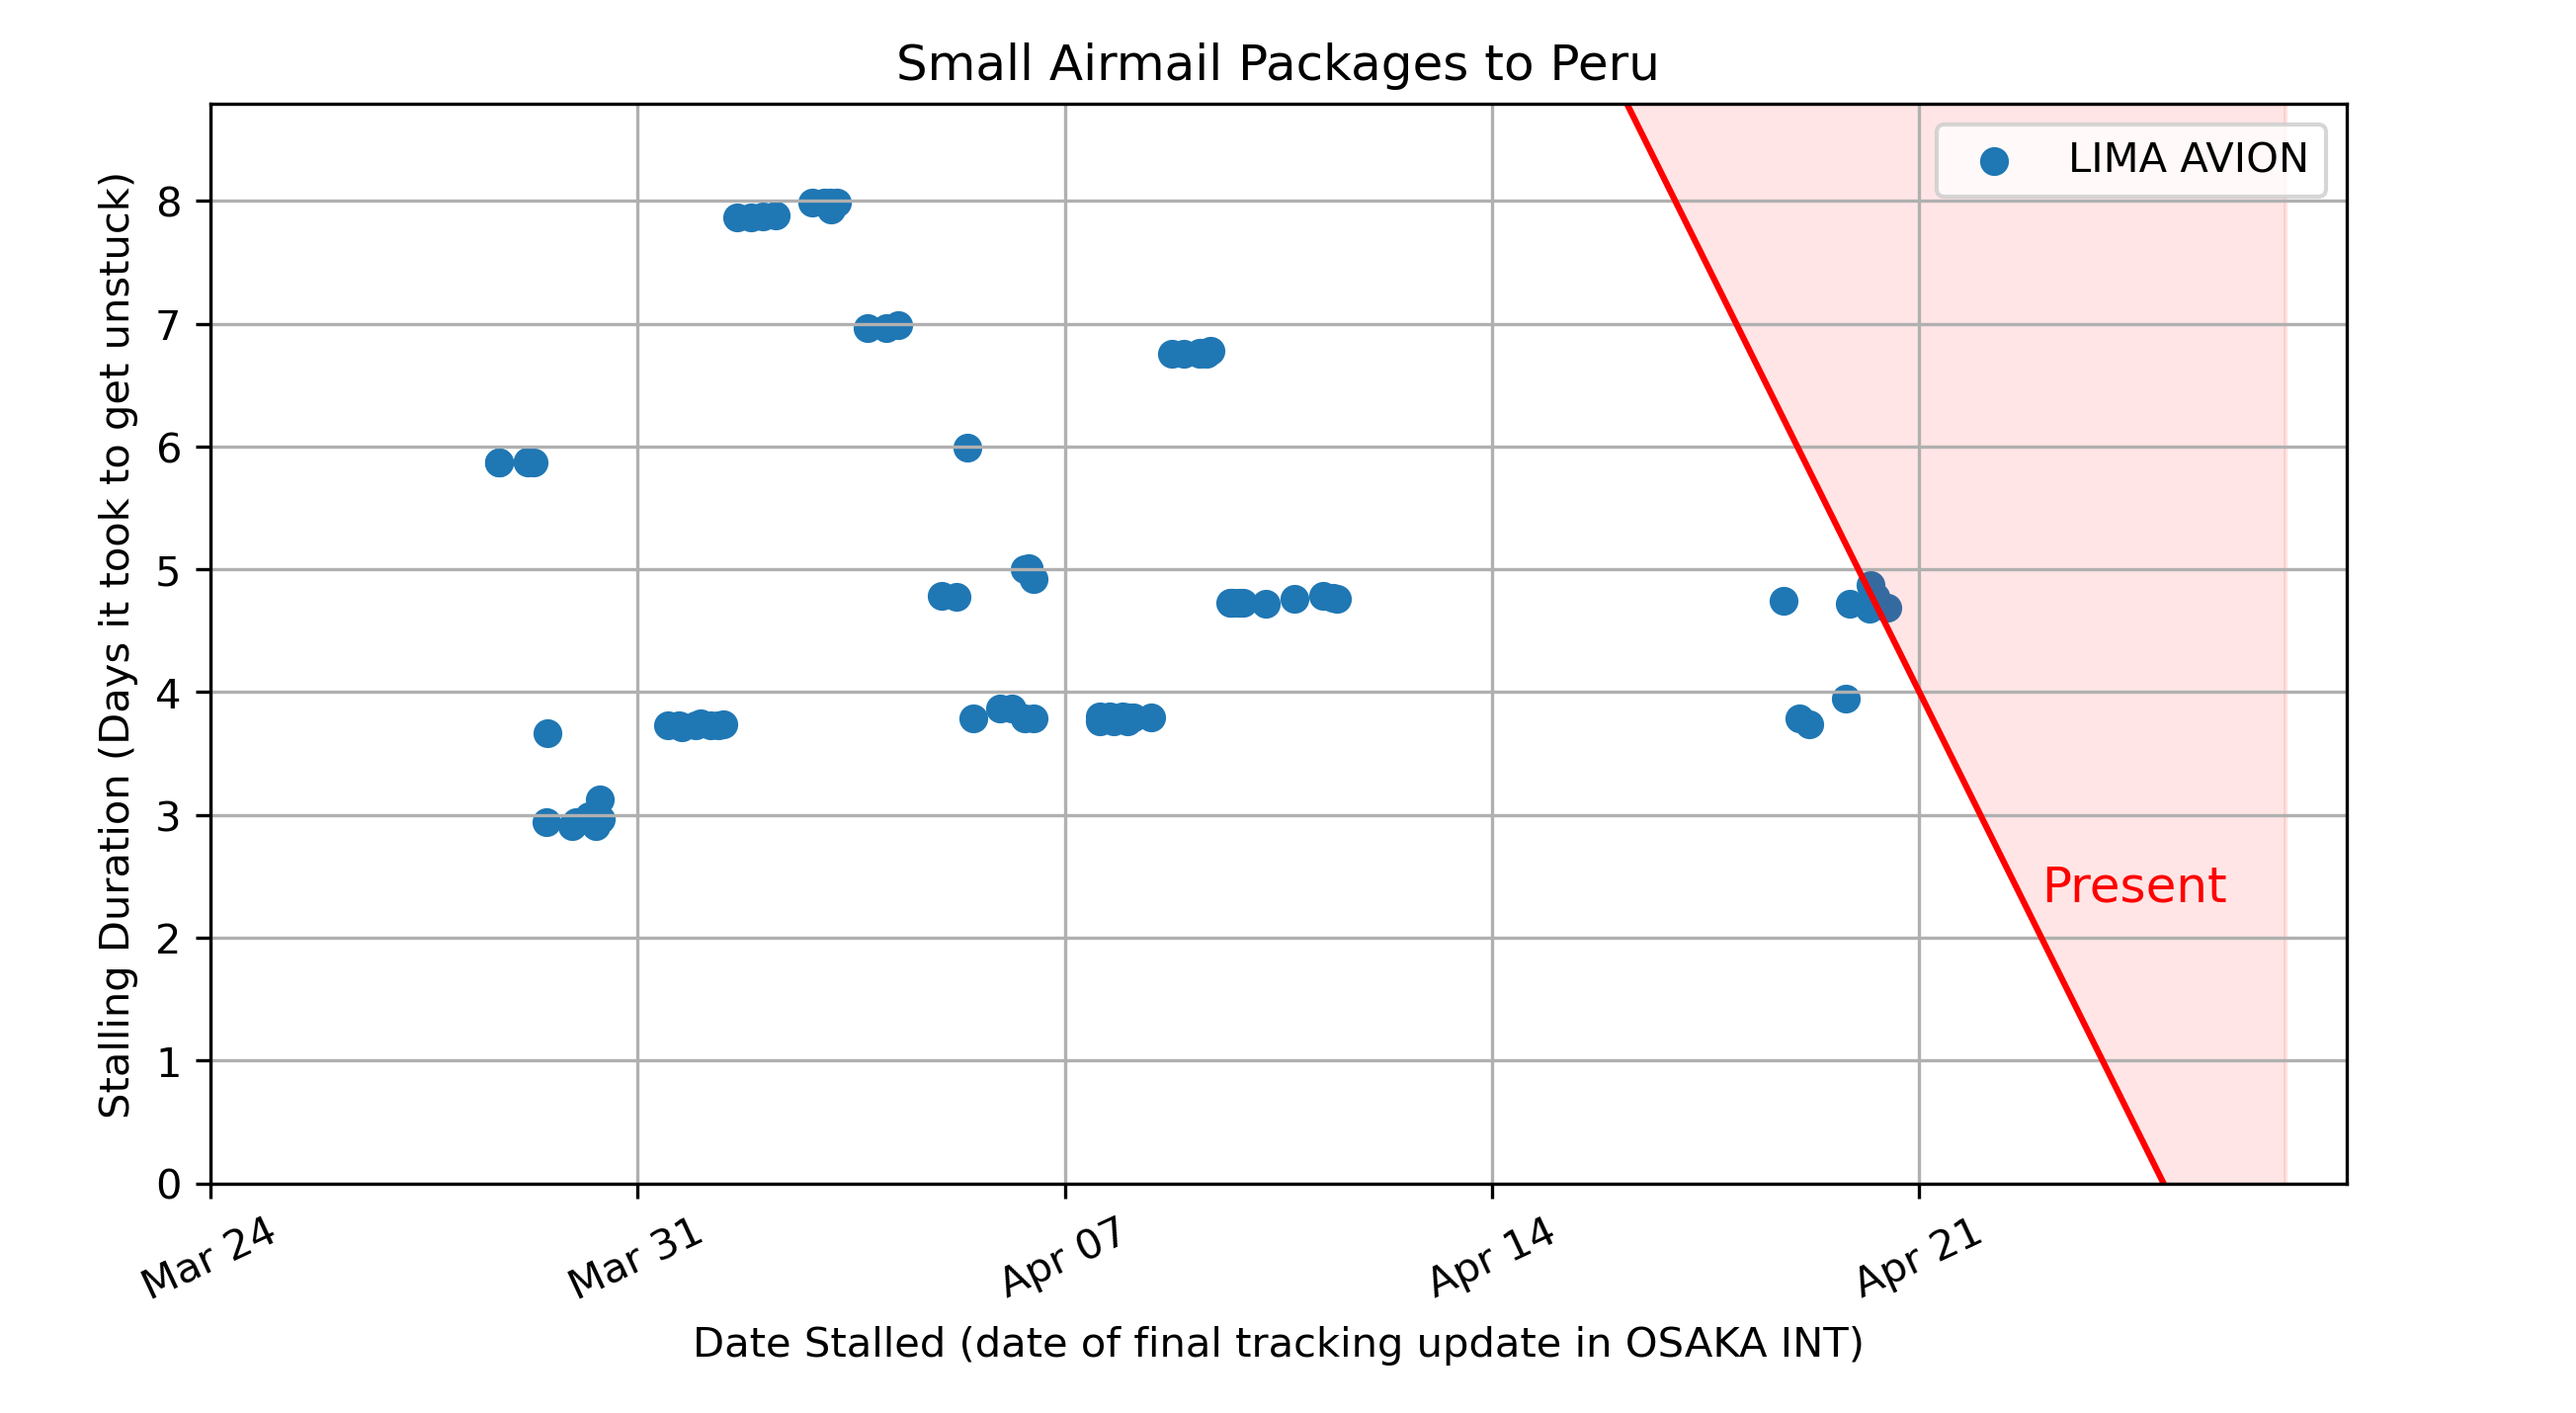 Small Airmail Packages to Peru
LIMA AVION
Stalling Duration (Days it took to get unstuck)
8
7
6
5
4
3
2
1
0
Present
Mar 24
Mar 31
Apr 07
Apr 14
Apr 21
Date Stalled (date of final tracking update in OSAKA INT)